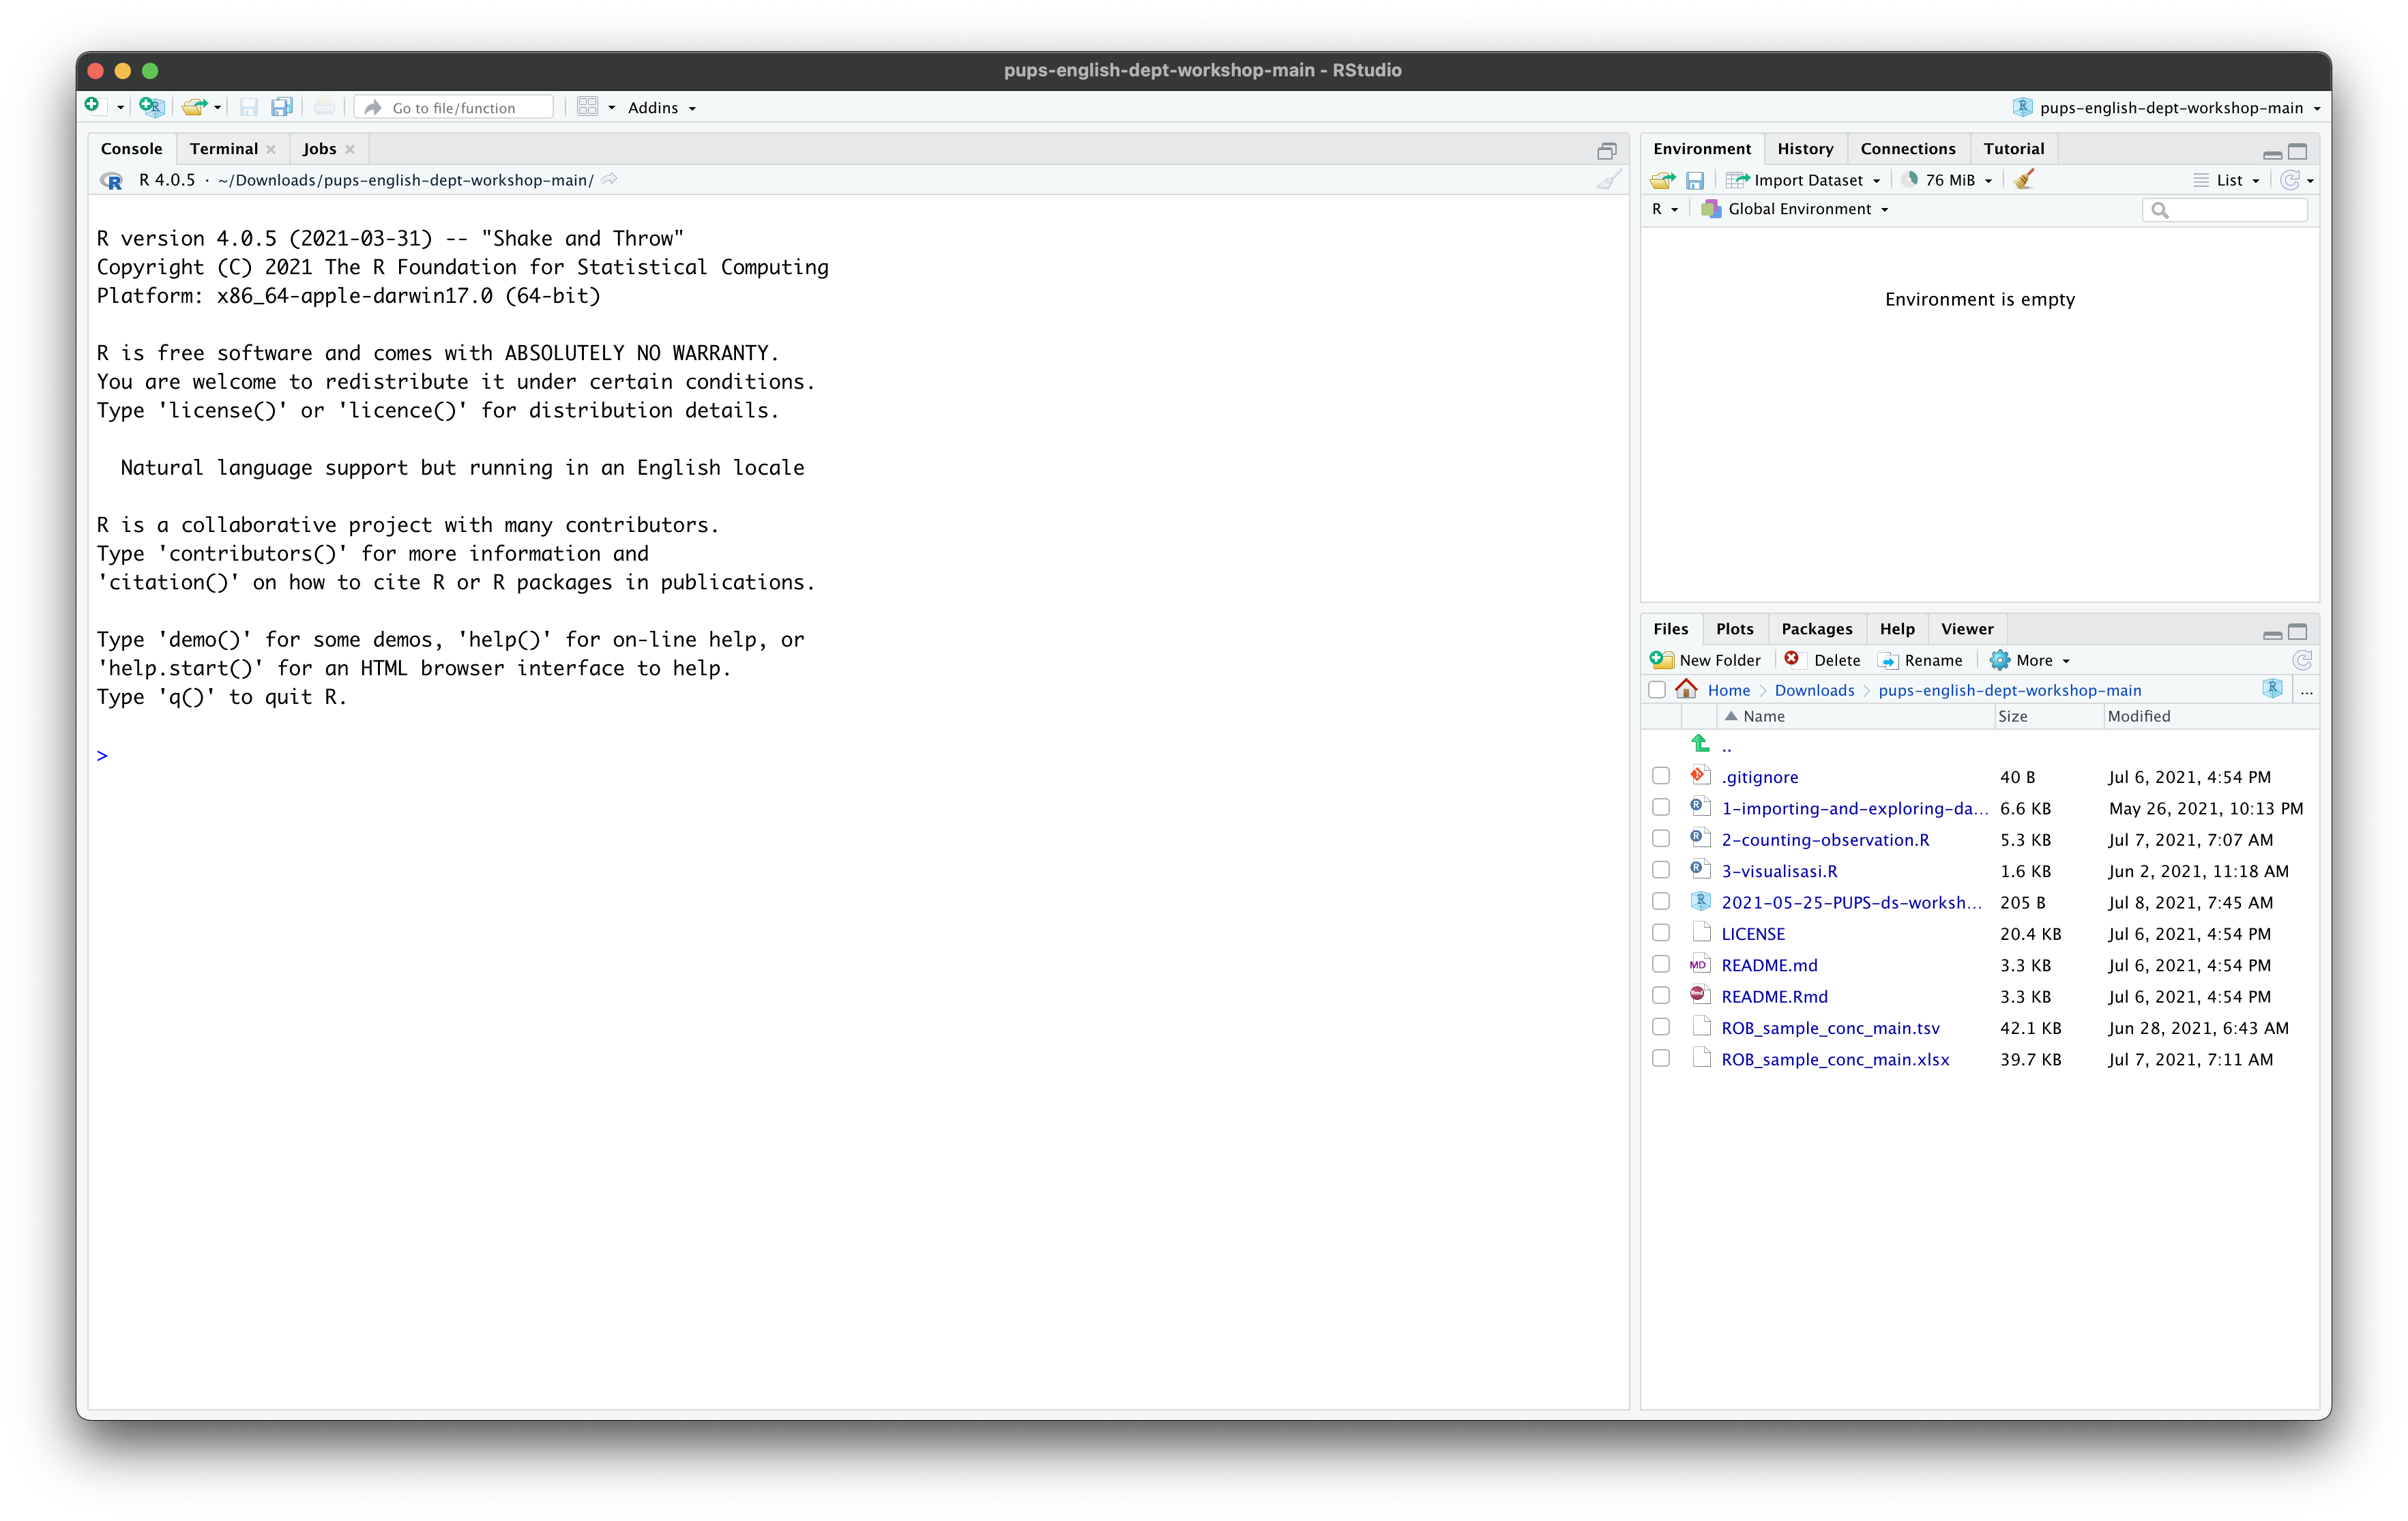 pups-english-dept-workshop-main - RStudio
Go to file/function Addins pups-english-dept-workshop-main
Console Terminal Jobs
R 4.0.5 · ~/Downloads/pups-english-dept-workshop-main/
R version 4.0.5 (2021-03-31) -- "Shake and Throw"
Copyright (C) 2021 The R Foundation for Statistical Computing
Platform: x86_64-apple-darwin17.0 (64-bit)
R is free software and comes with ABSOLUTELY NO WARRANTY.
You are welcome to redistribute it under certain conditions.
Type 'license()' or 'licence()' for distribution details.
Natural language support but running in an English locale
R is a collaborative project with many contributors.
Type 'contributors()' for more information and
'citation()' on how to cite R or R packages in publications.
Type 'demo()' for some demos, 'help()' for on-line help, or
'help.start()' for an HTML browser interface to help.
Type 'q()' to quit R.
>
Environment History Connections Tutorial
Import Dataset 76 MiB List
R Global Environment
Environment is empty
Files Plots Packages Help Viewer
New Folder Delete Rename More
Home Downloads pups-english-dept-workshop-main ...
Name Size Modified
..
.gitignore 40 B Jul 6, 2021, 4:54 PM
1-importing-and-exploring-da... 6.6 KB May 26, 2021, 10:13 PM
2-counting-observation.R 5.3 KB Jul 7, 2021, 7:07 AM
3-visualisasi.R 1.6 KB Jun 2, 2021, 11:18 AM
2021-05-25-PUPS-ds-worksh... 205 B Jul 8, 2021, 7:45 AM
LICENSE 20.4 KB Jul 6, 2021, 4:54 PM
README.md 3.3 KB Jul 6, 2021, 4:54 PM
README.Rmd 3.3 KB Jul 6, 2021, 4:54 PM
ROB_sample_conc_main.tsv 42.1 KB Jun 28, 2021, 6:43 AM
ROB_sample_conc_main.xlsx 39.7 KB Jul 7, 2021, 7:11 AM